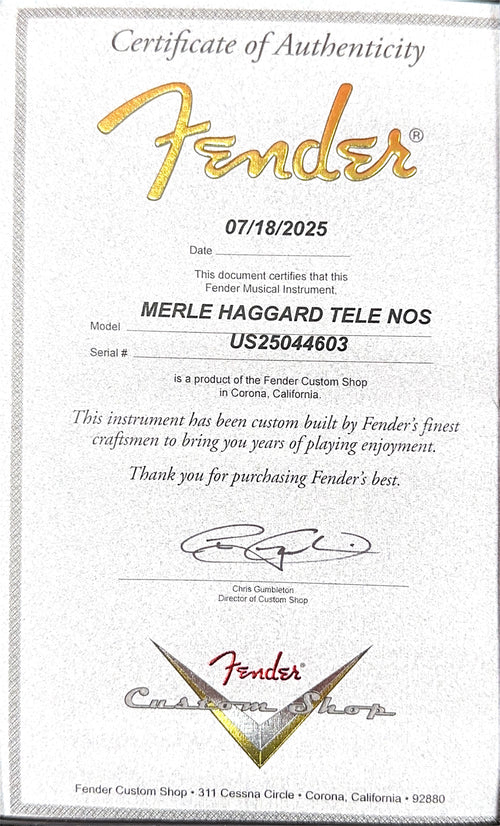 Certificate of Authenticity
Fender®
07/18/2025
Date
This document certifies that this
Fender Musical Instrument,
MERLE HAGGARD TELE NOS
Model
US25044603
Serial #
is a product of the Fender Custom Shop
in Corona, California.
This instrument has been custom built by Fender's finest
craftsmen to bring you years of playing enjoyment.
Thank you for purchasing Fender's best.
Chris Gumbleton
Director of Custom Shop
Fender®
Custom Shop
Fender Custom Shop • 311 Cessna Circle • Corona, California • 92880